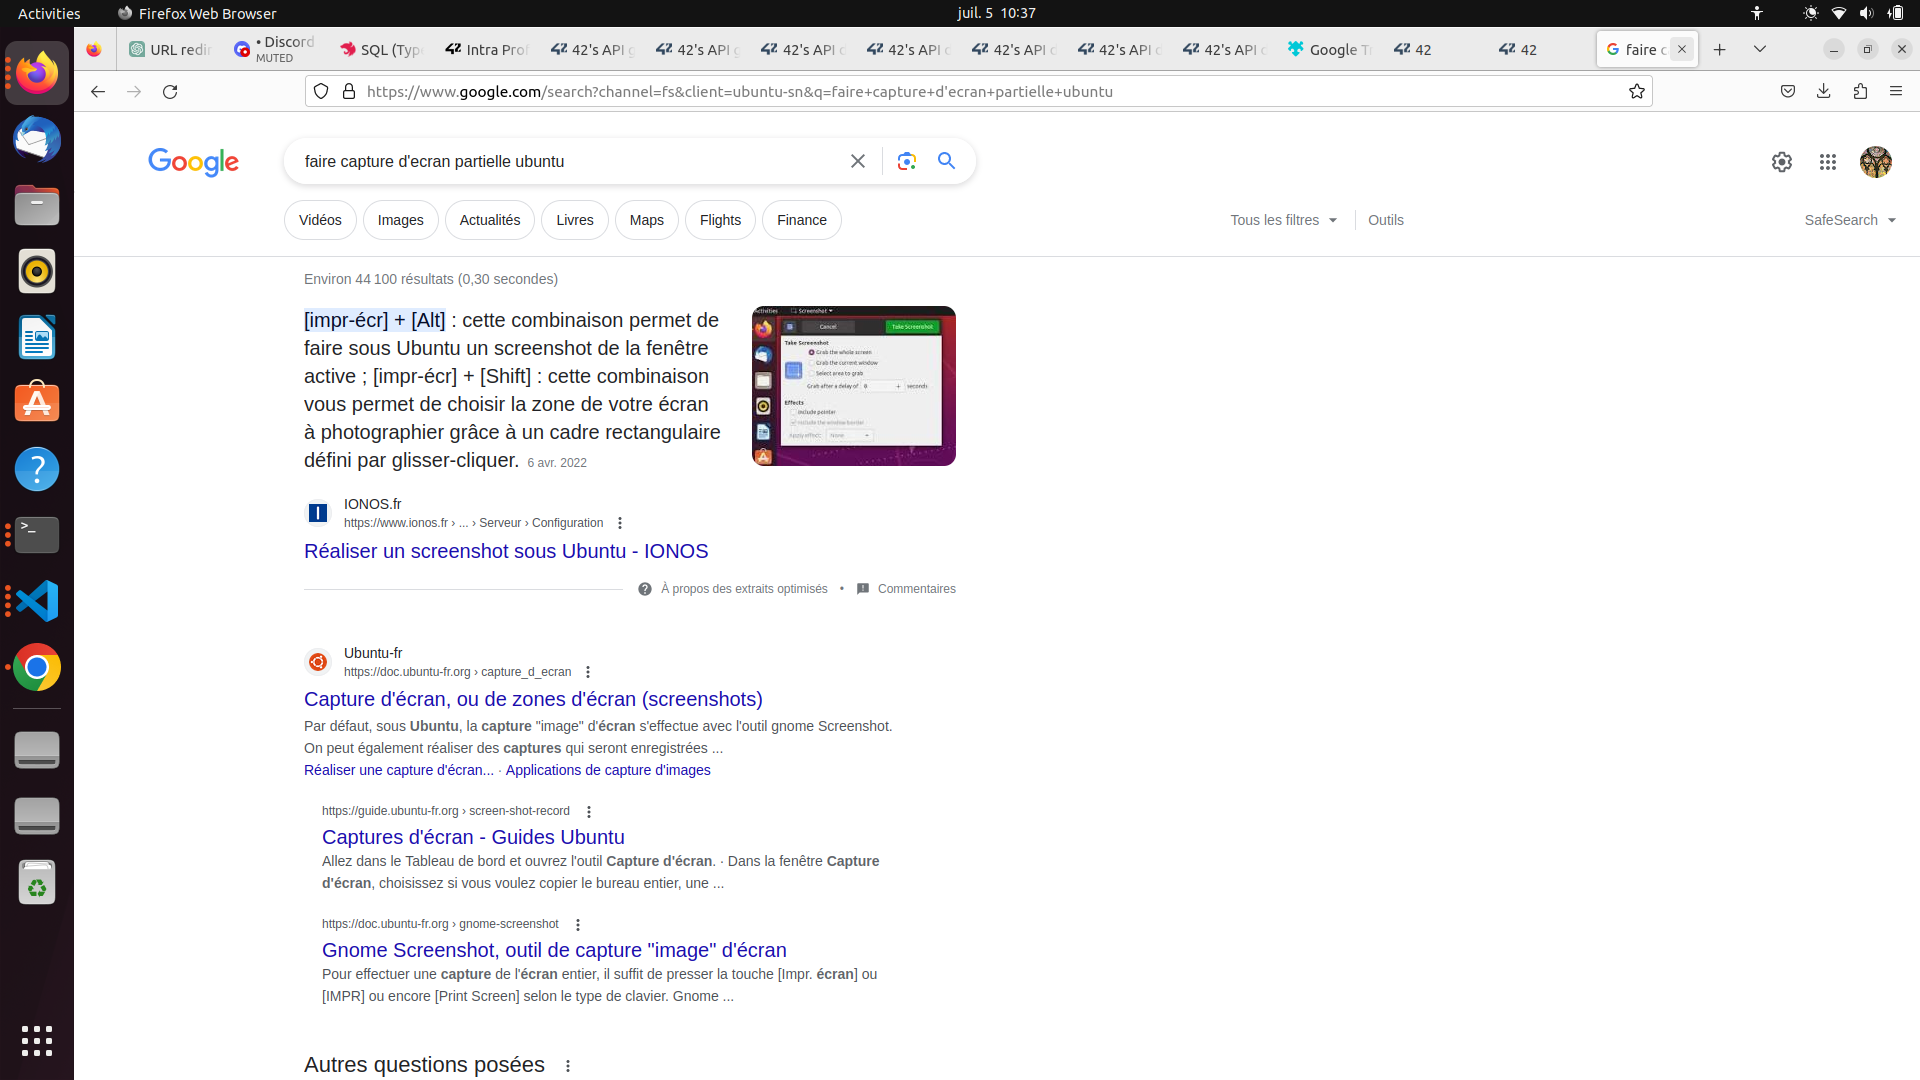 Activities
Firefox Web Browser
juil. 5 10:37
URL redir
• Discord
MUTED
SQL (Type
Intra Prof
42's API g
42's API g
42's API d
42's API d
42's API d
42's API d
42's API d
Google Tr
42
42
faire c
https://www.google.com/search?channel=fs&client=ubuntu-sn&q=faire+capture+d'ecran+partielle+ubuntu
Google
faire capture d'ecran partielle ubuntu
Vidéos
Images
Actualités
Livres
Maps
Flights
Finance
Tous les filtres
Outils
SafeSearch
Environ 44 100 résultats (0,30 secondes)
[impr-écr] + [Alt] : cette combinaison permet de
faire sous Ubuntu un screenshot de la fenêtre
active ; [impr-écr] + [Shift] : cette combinaison
vous permet de choisir la zone de votre écran
à photographier grâce à un cadre rectangulaire
défini par glisser-cliquer. 6 avr. 2022
Activities
Screenshot
Cancel
Take Screenshot
Take Screenshot
Grab the whole screen
Grab the current window
Select area to grab
Grab after a delay of 0 + seconds
Effects
Include pointer
Include the window border
Apply effect: None
IONOS.fr
https://www.ionos.fr › ... › Serveur › Configuration
Réaliser un screenshot sous Ubuntu - IONOS
À propos des extraits optimisés • Commentaires
Ubuntu-fr
https://doc.ubuntu-fr.org › capture_d_ecran
Capture d'écran, ou de zones d'écran (screenshots)
Par défaut, sous Ubuntu, la capture "image" d'écran s'effectue avec l'outil gnome Screenshot.
On peut également réaliser des captures qui seront enregistrées ...
Réaliser une capture d'écran... · Applications de capture d'images
https://guide.ubuntu-fr.org › screen-shot-record
Captures d'écran - Guides Ubuntu
Allez dans le Tableau de bord et ouvrez l'outil Capture d'écran. · Dans la fenêtre Capture
d'écran, choisissez si vous voulez copier le bureau entier, une ...
https://doc.ubuntu-fr.org › gnome-screenshot
Gnome Screenshot, outil de capture "image" d'écran
Pour effectuer une capture de l'écran entier, il suffit de presser la touche [Impr. écran] ou
[IMPR] ou encore [Print Screen] selon le type de clavier. Gnome ...
Autres questions posées